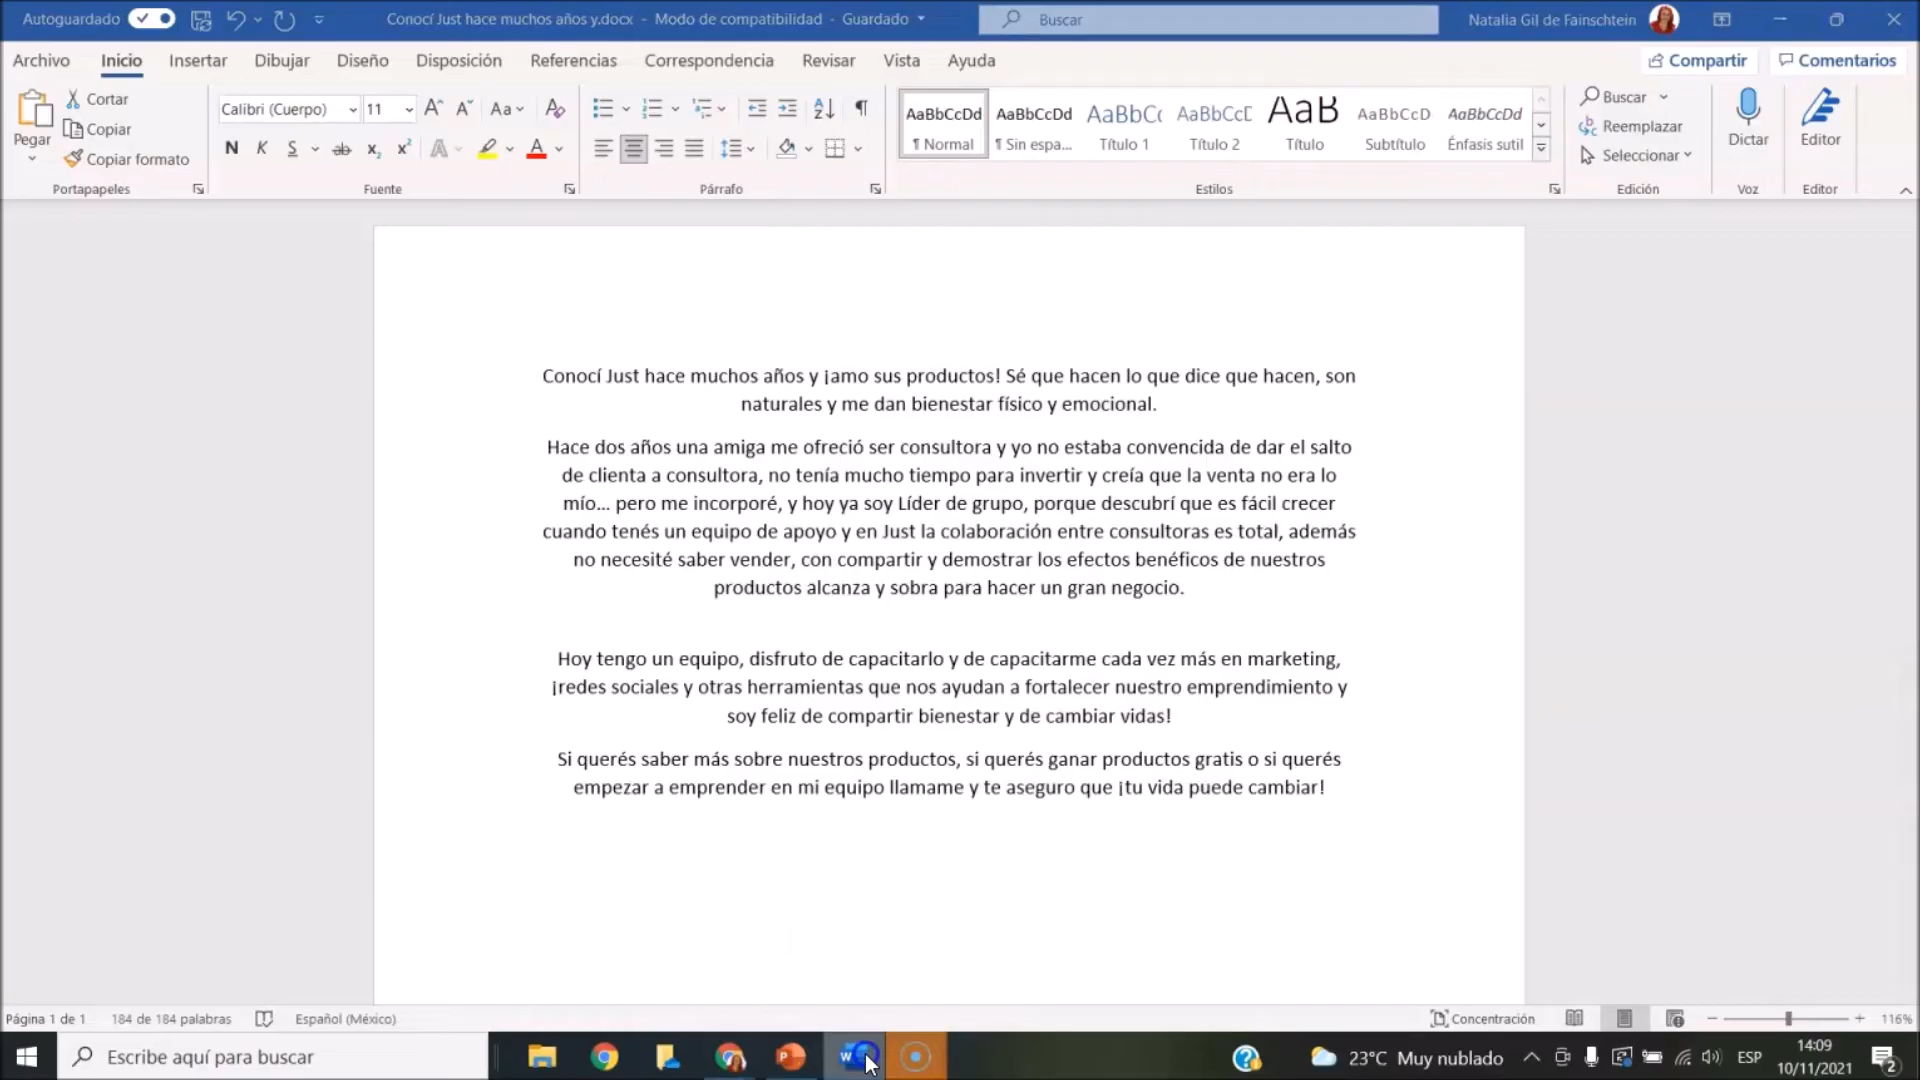 Autoguardado
Conocí Just hace muchos años y.docx - Modo de compatibilidad - Guardado
Buscar
Natalia Gil de Fainschtein
Archivo Inicio Insertar Dibujar Diseño Disposición Referencias Correspondencia Revisar Vista Ayuda
Compartir Comentarios
Pegar
Cortar
Copiar
Copiar formato
Portapapeles
Calibri (Cuerpo) 11
Aa
N K S ab x₂ x² A A
Fuente
Párrafo
AaBbCcDd AaBbCcDd AaBbCc AaBbCcD AaB AaBbCcD AaBbCcDd
¶ Normal ¶ Sin espa... Título 1 Título 2 Título Subtítulo Énfasis sutil
Estilos
Buscar
Reemplazar
Seleccionar
Edición
Dictar
Voz
Editor
Editor
Conocí Just hace muchos años y ¡amo sus productos! Sé que hacen lo que dice que hacen, son
naturales y me dan bienestar físico y emocional.
Hace dos años una amiga me ofreció ser consultora y yo no estaba convencida de dar el salto
de clienta a consultora, no tenía mucho tiempo para invertir y creía que la venta no era lo
mío... pero me incorporé, y hoy ya soy Líder de grupo, porque descubrí que es fácil crecer
cuando tenés un equipo de apoyo y en Just la colaboración entre consultoras es total, además
no necesité saber vender, con compartir y demostrar los efectos benéficos de nuestros
productos alcanza y sobra para hacer un gran negocio.
Hoy tengo un equipo, disfruto de capacitarlo y de capacitarme cada vez más en marketing,
¡redes sociales y otras herramientas que nos ayudan a fortalecer nuestro emprendimiento y
soy feliz de compartir bienestar y de cambiar vidas!
Si querés saber más sobre nuestros productos, si querés ganar productos gratis o si querés
empezar a emprender en mi equipo llamame y te aseguro que ¡tu vida puede cambiar!
Página 1 de 1 184 de 184 palabras Español (México)
Concentración
116%
Escribe aquí para buscar
23°C Muy nublado
ESP
14:09
10/11/2021
2